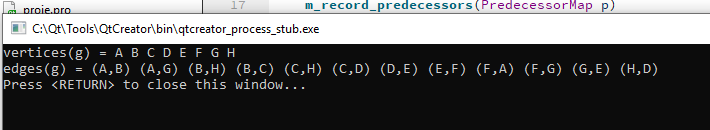 proje.pro
17 m_record_predecessors(PredecessorMap p)
C:\Qt\Tools\QtCreator\bin\qtcreator_process_stub.exe
vertices(g) = A B C D E F G H
edges(g) = (A,B) (A,G) (B,H) (B,C) (C,H) (C,D) (D,E) (E,F) (F,A) (F,G) (G,E) (H,D)
Press <RETURN> to close this window...